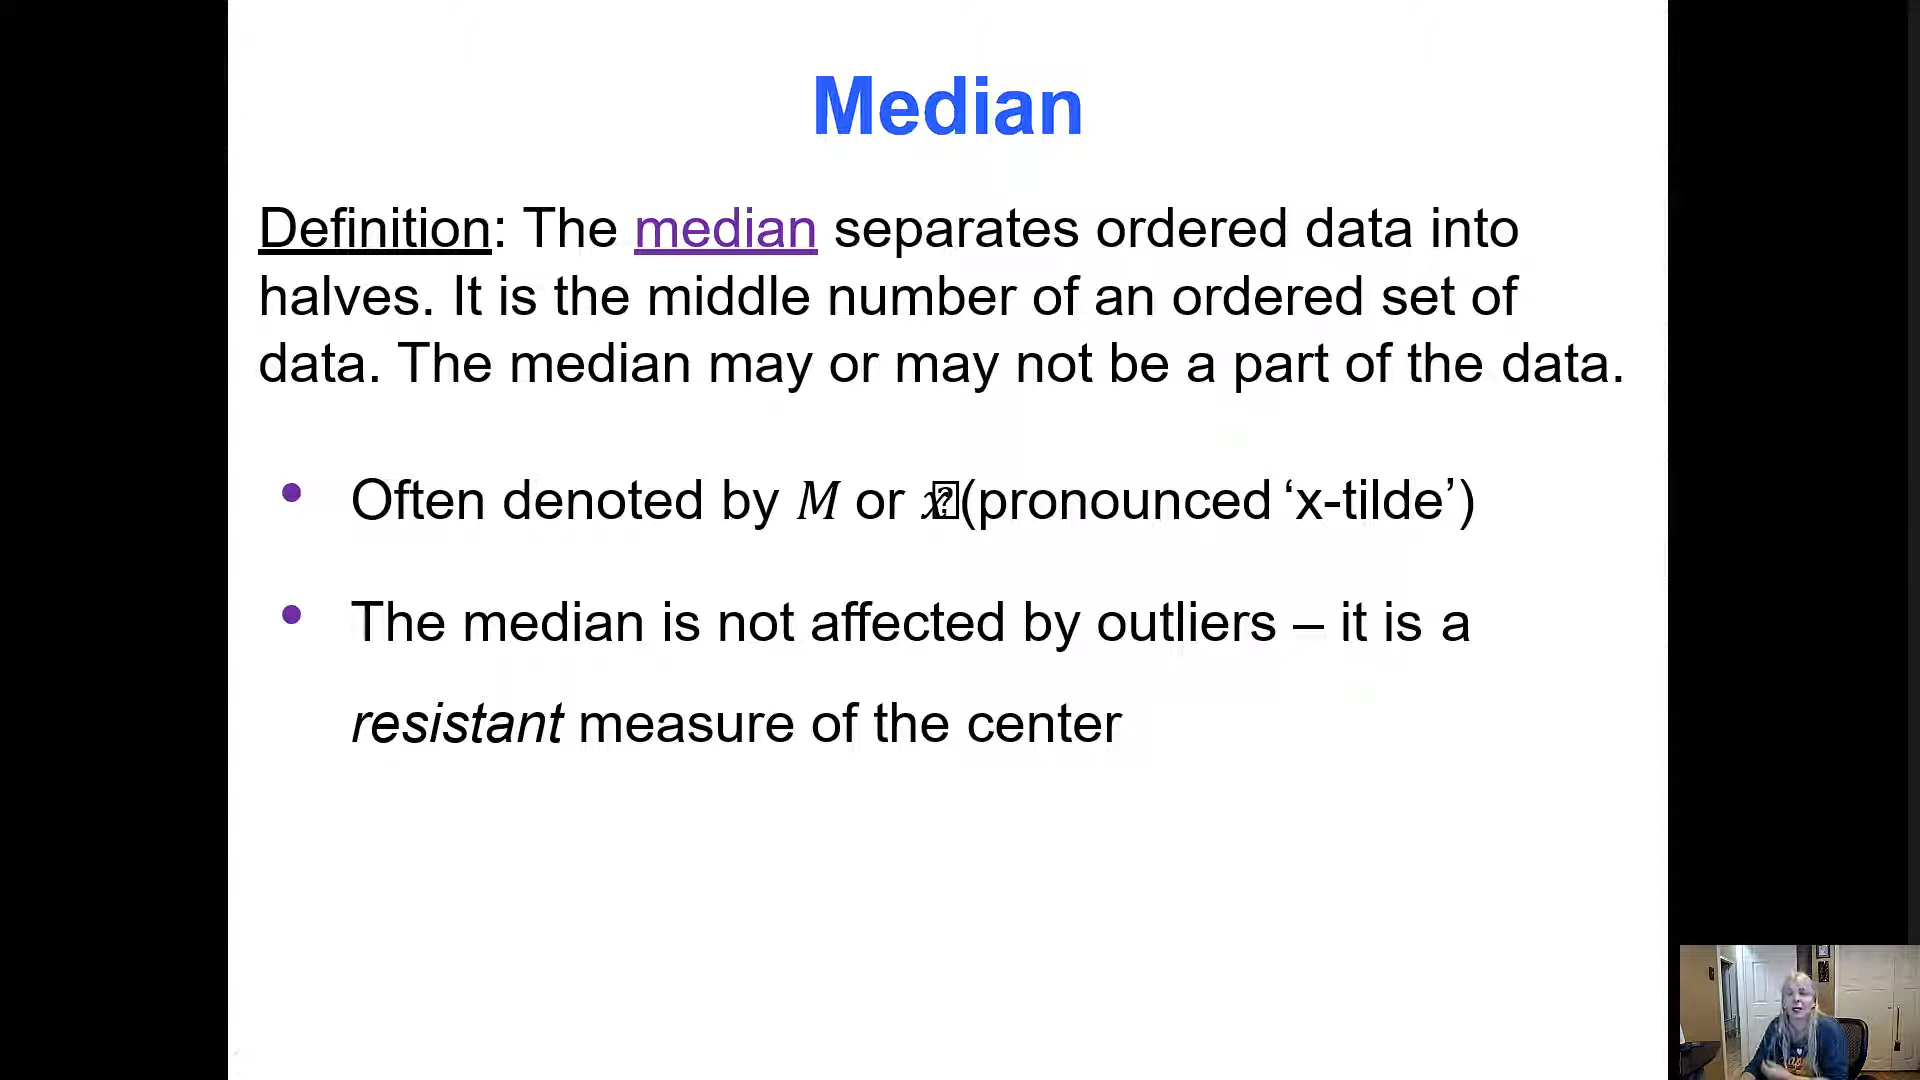 Median
Definition: The median separates ordered data into
halves. It is the middle number of an ordered set of
data. The median may or may not be a part of the data.
• Often denoted by M or x (pronounced ‘x-tilde’)
• The median is not affected by outliers – it is a
resistant measure of the center